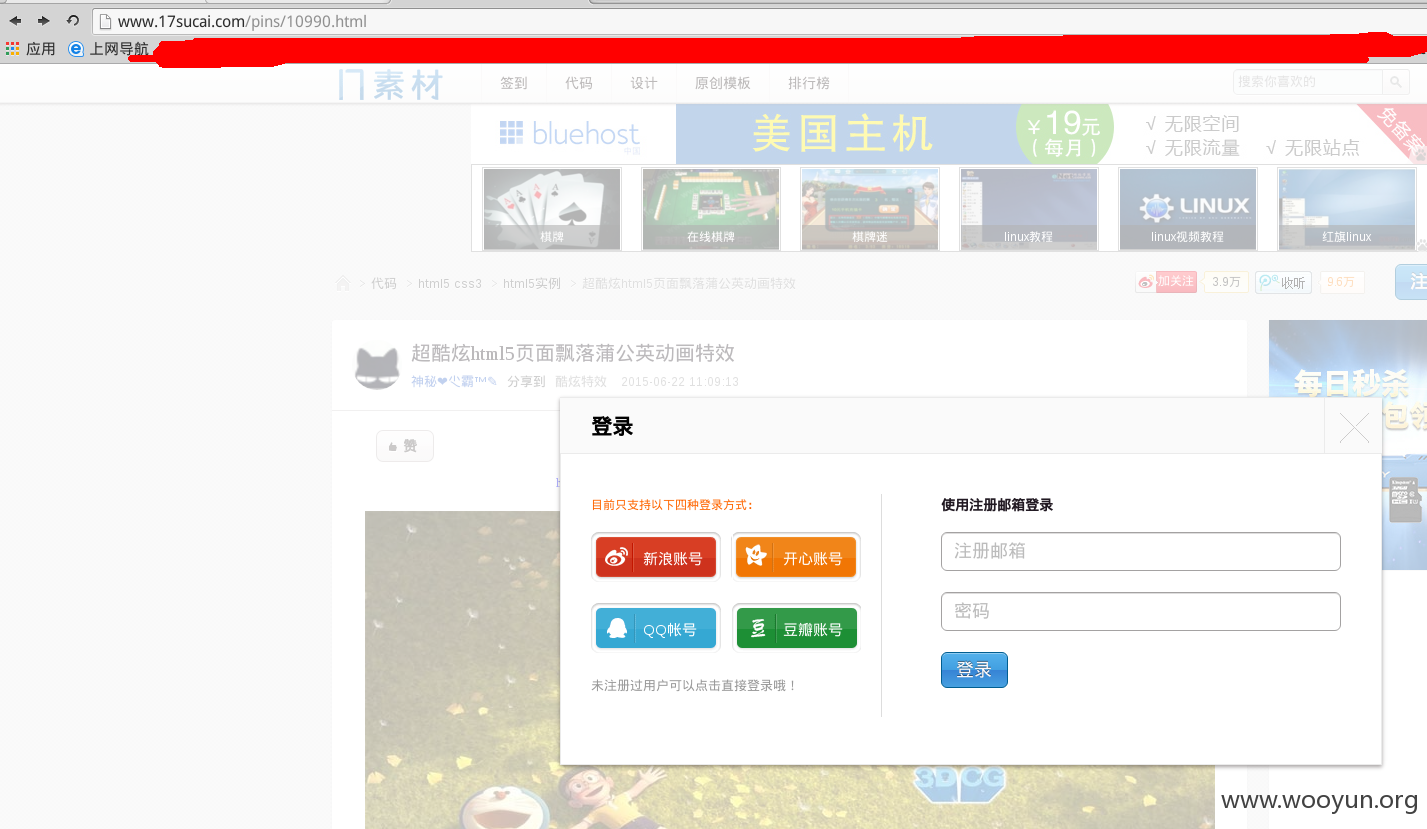 www.17sucai.com/pins/10990.html
应用 上网导航
门素材 签到 代码 设计 原创模板 排行榜 搜索你喜欢的
bluehost 中国 美国主机 ¥19元 (每月) √ 无限空间 √ 无限流量 √ 无限站点 免备案
棋牌 在线棋牌 棋牌迷 linux教程 LINUX linux视频教程 红旗linux
> 代码 > html5 css3 > html5实例 > 超酷炫html5页面飘落蒲公英动画特效 加关注 3.9万 收听 9.6万 注
超酷炫html5页面飘落蒲公英动画特效
分享到 酷炫特效 2015-06-22 11:09:13
每日秒杀
包领
赞
登录
目前只支持以下四种登录方式:
新浪账号 开心账号
QQ帐号 豆瓣账号
未注册过用户可以点击直接登录哦！
使用注册邮箱登录
注册邮箱
密码
登录
3DCG
www.wooyun.org